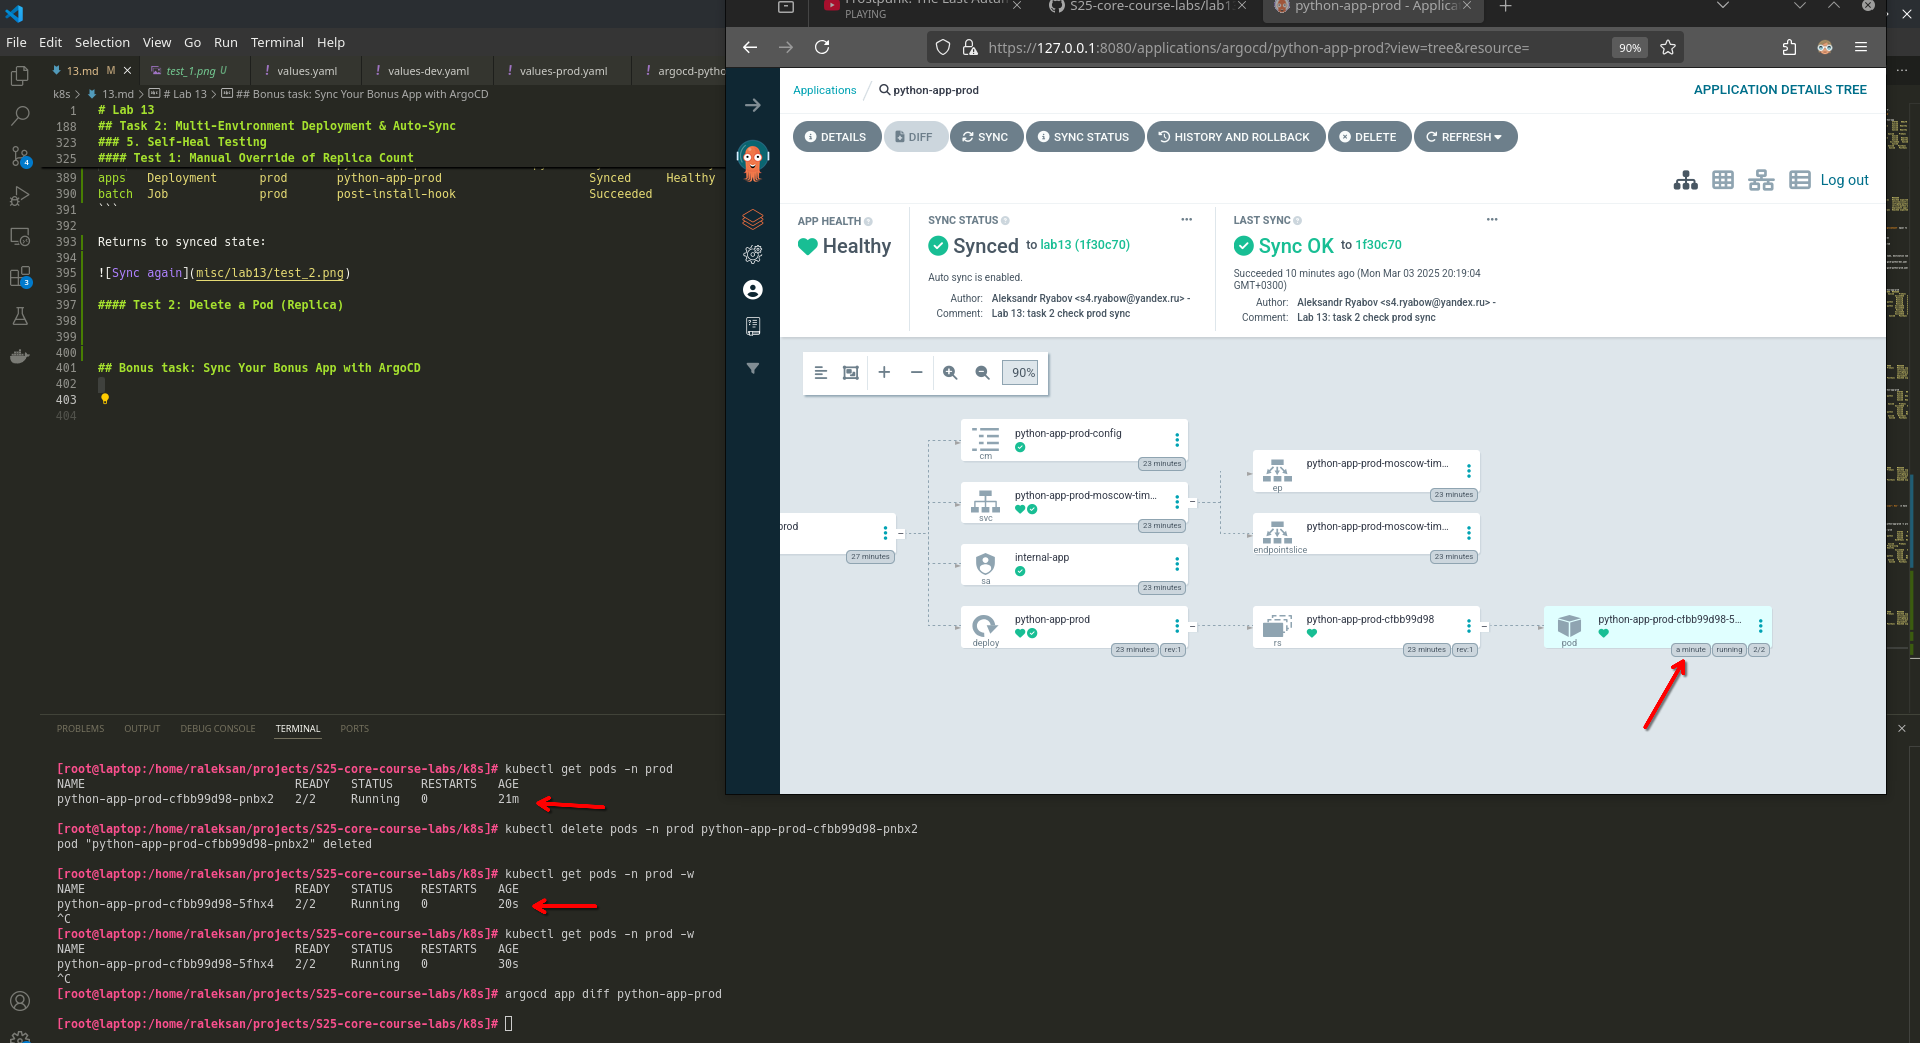 File Edit Selection View Go Run Terminal Help
13.md M test_1.png U values.yaml values-dev.yaml values-prod.yaml argocd-pytho
k8s > 13.md > # Lab 13 > ## Bonus task: Sync Your Bonus App with ArgoCD
1 # Lab 13
188 ## Task 2: Multi-Environment Deployment & Auto-Sync
323 ### 5. Self-Heal Testing
325 #### Test 1: Manual Override of Replica Count
389 apps Deployment prod python-app-prod Synced Healthy
390 batch Job prod post-install-hook Succeeded
391 ```
392
393 Returns to synced state:
394
395 ![Sync again](misc/lab13/test_2.png)
396
397 #### Test 2: Delete a Pod (Replica)
398
399
400
401 ## Bonus task: Sync Your Bonus App with ArgoCD
402
403
404
4
3
PROBLEMS OUTPUT DEBUG CONSOLE TERMINAL PORTS
[root@laptop:/home/raleksan/projects/S25-core-course-labs/k8s]# kubectl get pods -n prod
NAME READY STATUS RESTARTS AGE
python-app-prod-cfbb99d98-pnbx2 2/2 Running 0 21m
[root@laptop:/home/raleksan/projects/S25-core-course-labs/k8s]# kubectl delete pods -n prod python-app-prod-cfbb99d98-pnbx2
pod "python-app-prod-cfbb99d98-pnbx2" deleted
[root@laptop:/home/raleksan/projects/S25-core-course-labs/k8s]# kubectl get pods -n prod -w
NAME READY STATUS RESTARTS AGE
python-app-prod-cfbb99d98-5fhx4 2/2 Running 0 20s
^C
[root@laptop:/home/raleksan/projects/S25-core-course-labs/k8s]# kubectl get pods -n prod -w
NAME READY STATUS RESTARTS AGE
python-app-prod-cfbb99d98-5fhx4 2/2 Running 0 30s
^C
[root@laptop:/home/raleksan/projects/S25-core-course-labs/k8s]# argocd app diff python-app-prod
[root@laptop:/home/raleksan/projects/S25-core-course-labs/k8s]#
Frostpunk: The Last Autum
PLAYING
S25-core-course-labs/lab1
python-app-prod - Applica
https://127.0.0.1:8080/applications/argocd/python-app-prod?view=tree&resource= 90%
Applications / python-app-prod APPLICATION DETAILS TREE
DETAILS DIFF SYNC SYNC STATUS HISTORY AND ROLLBACK DELETE REFRESH
Log out
APP HEALTH
Healthy
SYNC STATUS
Synced to lab13 (1f30c70)
Auto sync is enabled.
Author: Aleksandr Ryabov <s4.ryabow@yandex.ru> -
Comment: Lab 13: task 2 check prod sync
LAST SYNC
Sync OK to 1f30c70
Succeeded 10 minutes ago (Mon Mar 03 2025 20:19:04
GMT+0300)
Author: Aleksandr Ryabov <s4.ryabow@yandex.ru> -
Comment: Lab 13: task 2 check prod sync
90%
prod
27 minutes
python-app-prod-config
cm
23 minutes
python-app-prod-moscow-tim...
svc
23 minutes
internal-app
sa
23 minutes
python-app-prod
deploy
23 minutes rev:1
python-app-prod-moscow-tim...
ep
23 minutes
python-app-prod-moscow-tim...
endpointslice
23 minutes
python-app-prod-cfbb99d98
rs
23 minutes rev:1
python-app-prod-cfbb99d98-5...
pod
a minute running 2/2